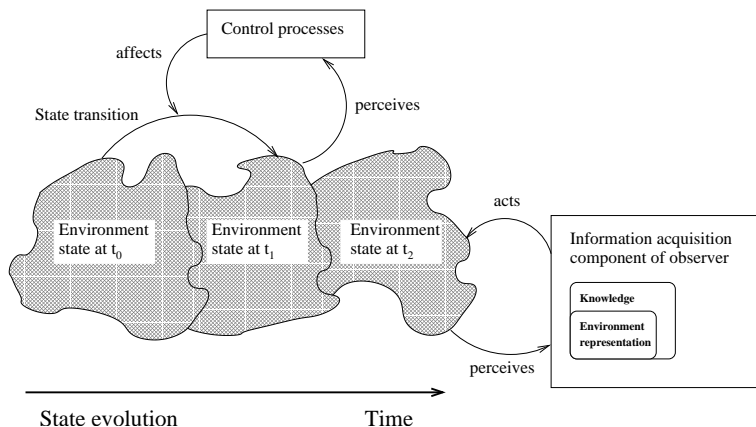 Control processes
affects
perceives
State transition
Environment
state at t₀
Environment
state at t₁
Environment
state at t₂
acts
Information acquisition
component of observer
Knowledge
Environment
representation
perceives
State evolution
Time